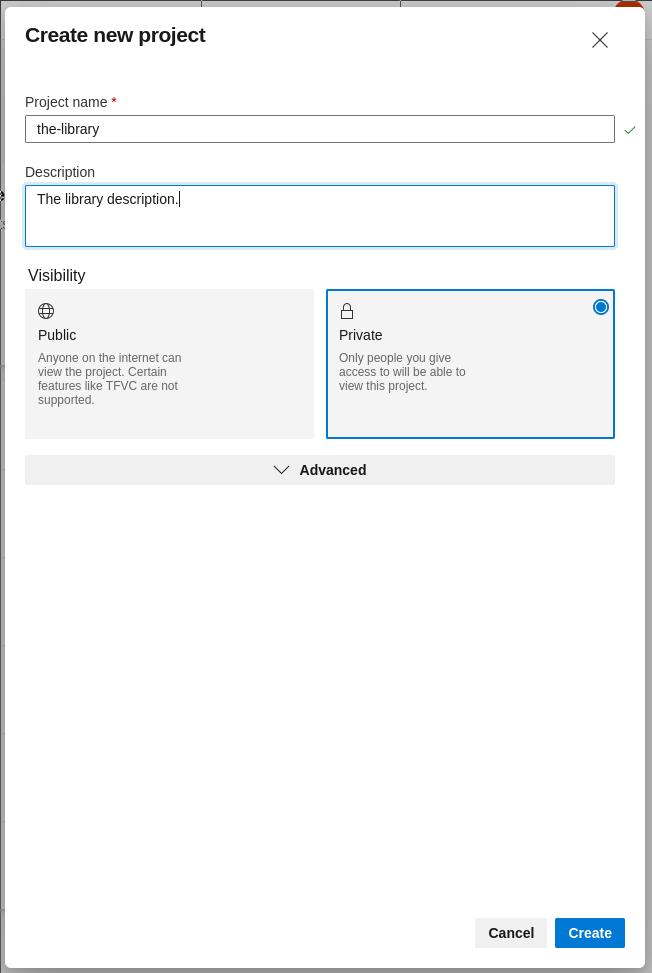 Create new project
Project name *
the-library
Description
The library description.
Visibility
Public
Anyone on the internet can
view the project. Certain
features like TFVC are not
supported.
Private
Only people you give
access to will be able to
view this project.
Advanced
Cancel
Create